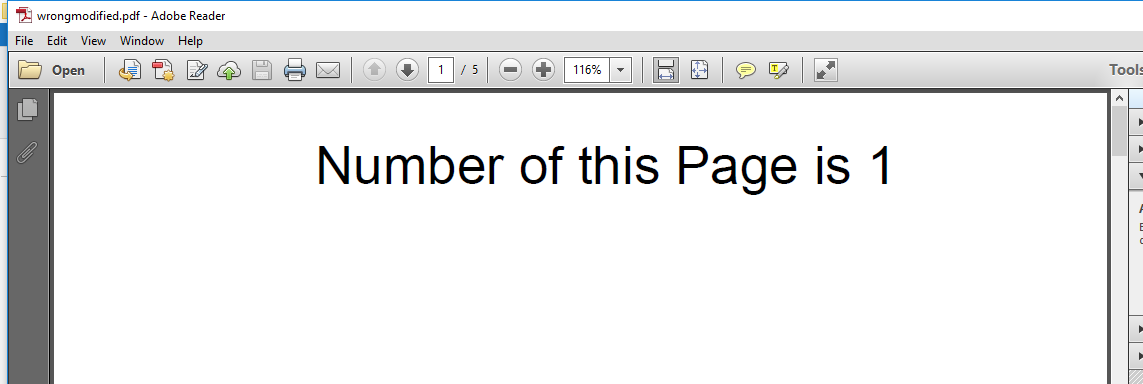 wrongmodified.pdf - Adobe Reader
File Edit View Window Help
Open 1 / 5 116% Tools
Number of this Page is 1